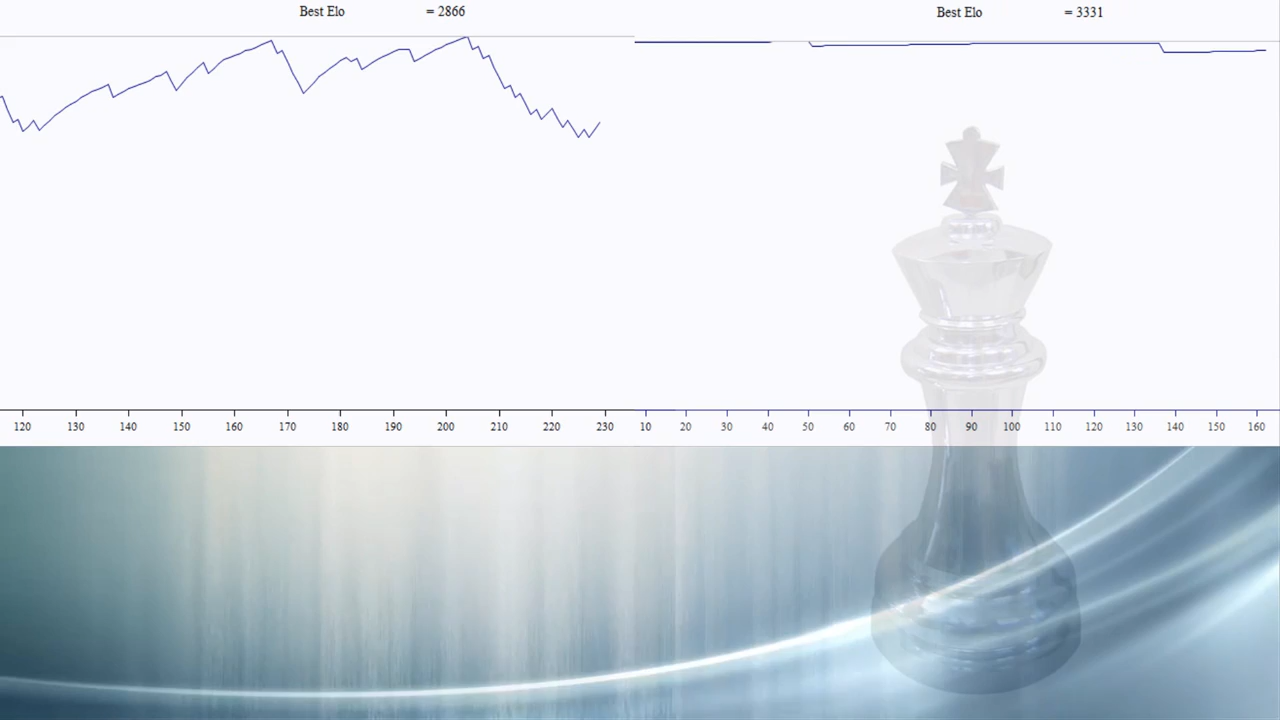 Best Elo = 2866
Best Elo = 3331
120 130 140 150 160 170 180 190 200 210 220 230
10 20 30 40 50 60 70 80 90 100 110 120 130 140 150 160